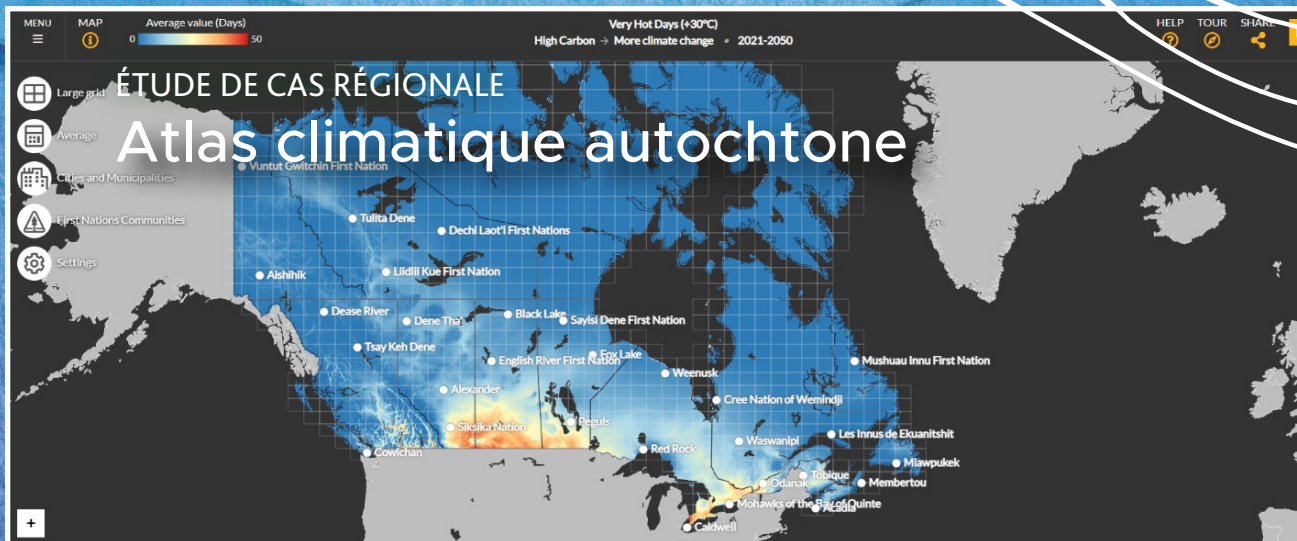 MENU
MAP
Average value (Days)
0
50
Very Hot Days (+30°C)
High Carbon → More climate change • 2021-2050
HELP
TOUR
SHARE
ÉTUDE DE CAS RÉGIONALE
Atlas climatique autochtone
Large grid
Average
Cities and Municipalities
First Nations Communities
Settings
Vuntut Gwitchin First Nation
Tulita Dene
Dechi Laot'i First Nations
Aishihik
Liidlii Kue First Nation
Dease River
Dene Tha'
Black Lake
Sayisi Dene First Nation
Tsay Keh Dene
English River First Nation
Fox Lake
Mushuau Innu First Nation
Weenusk
Alexander
Cree Nation of Wemindji
Siksika Nation
Peguis
Red Rock
Waswanipi
Les Innus de Ekuanitshit
Cowichan
Miawpukek
Tobique
Odanak
Membertou
Mohawks of the Bay of Quinte
Acadia
Caldwell
+